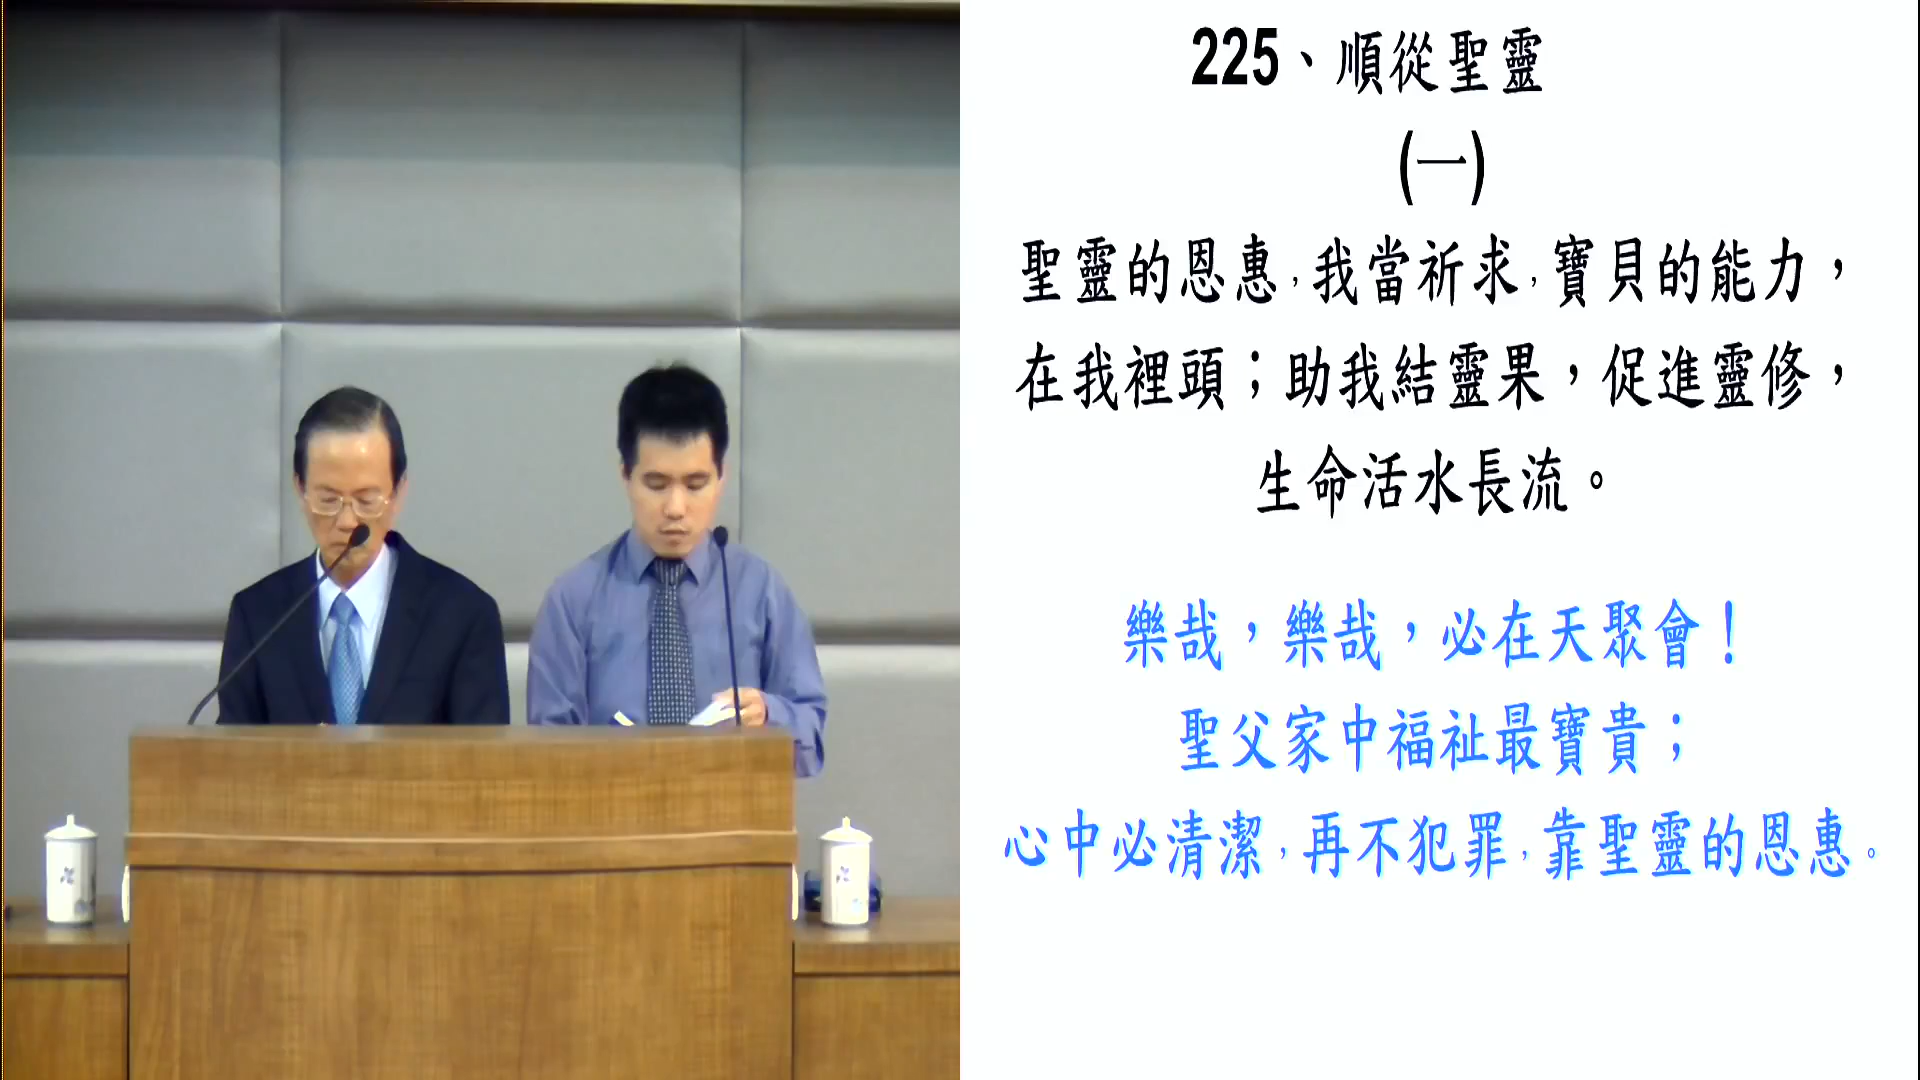 225、順從聖靈
(一)
聖靈的恩惠,我當祈求,寶貝的能力，
在我裡頭；助我結靈果，促進靈修，
生命活水長流。
樂哉，樂哉，必在天聚會！
聖父家中福祉最寶貴；
心中必清潔,再不犯罪,靠聖靈的恩惠。